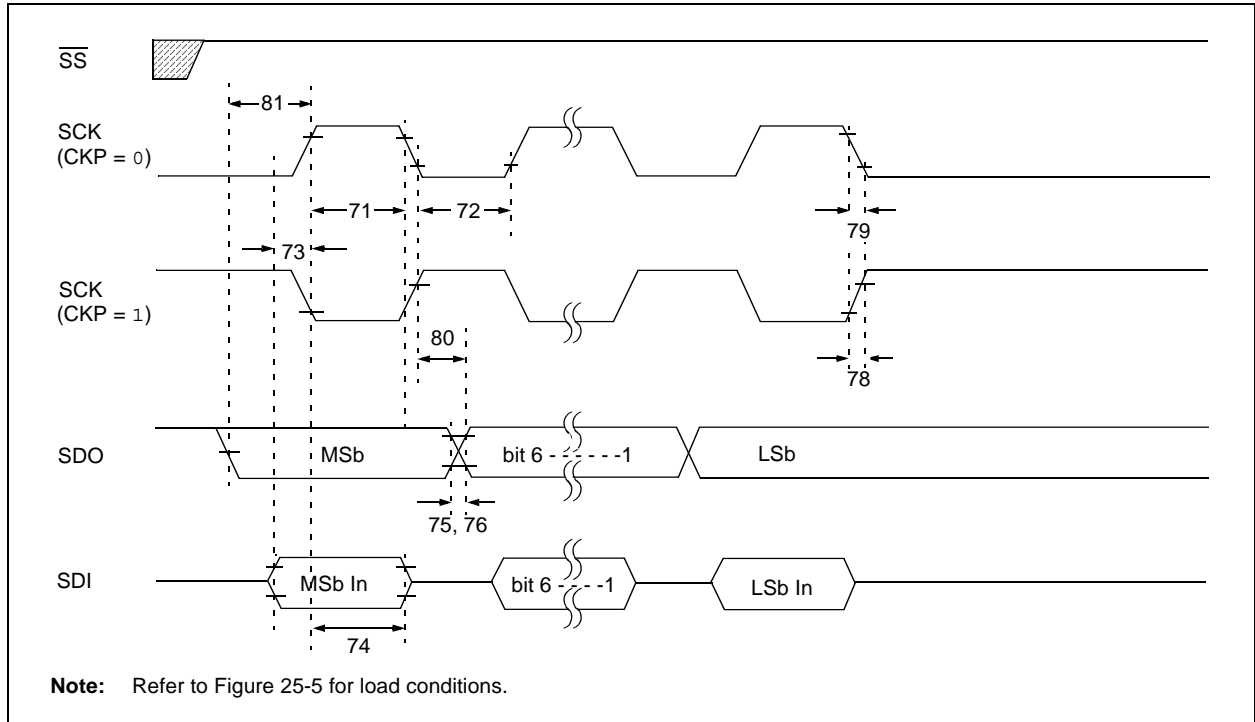 SS
81
SCK
(CKP = 0)
71
72
79
73
SCK
(CKP = 1)
80
78
SDO
MSb
bit 6 - - - - - - -1
LSb
75, 76
SDI
MSb In
bit 6 - - - - -1
LSb In
74
Note: Refer to Figure 25-5 for load conditions.